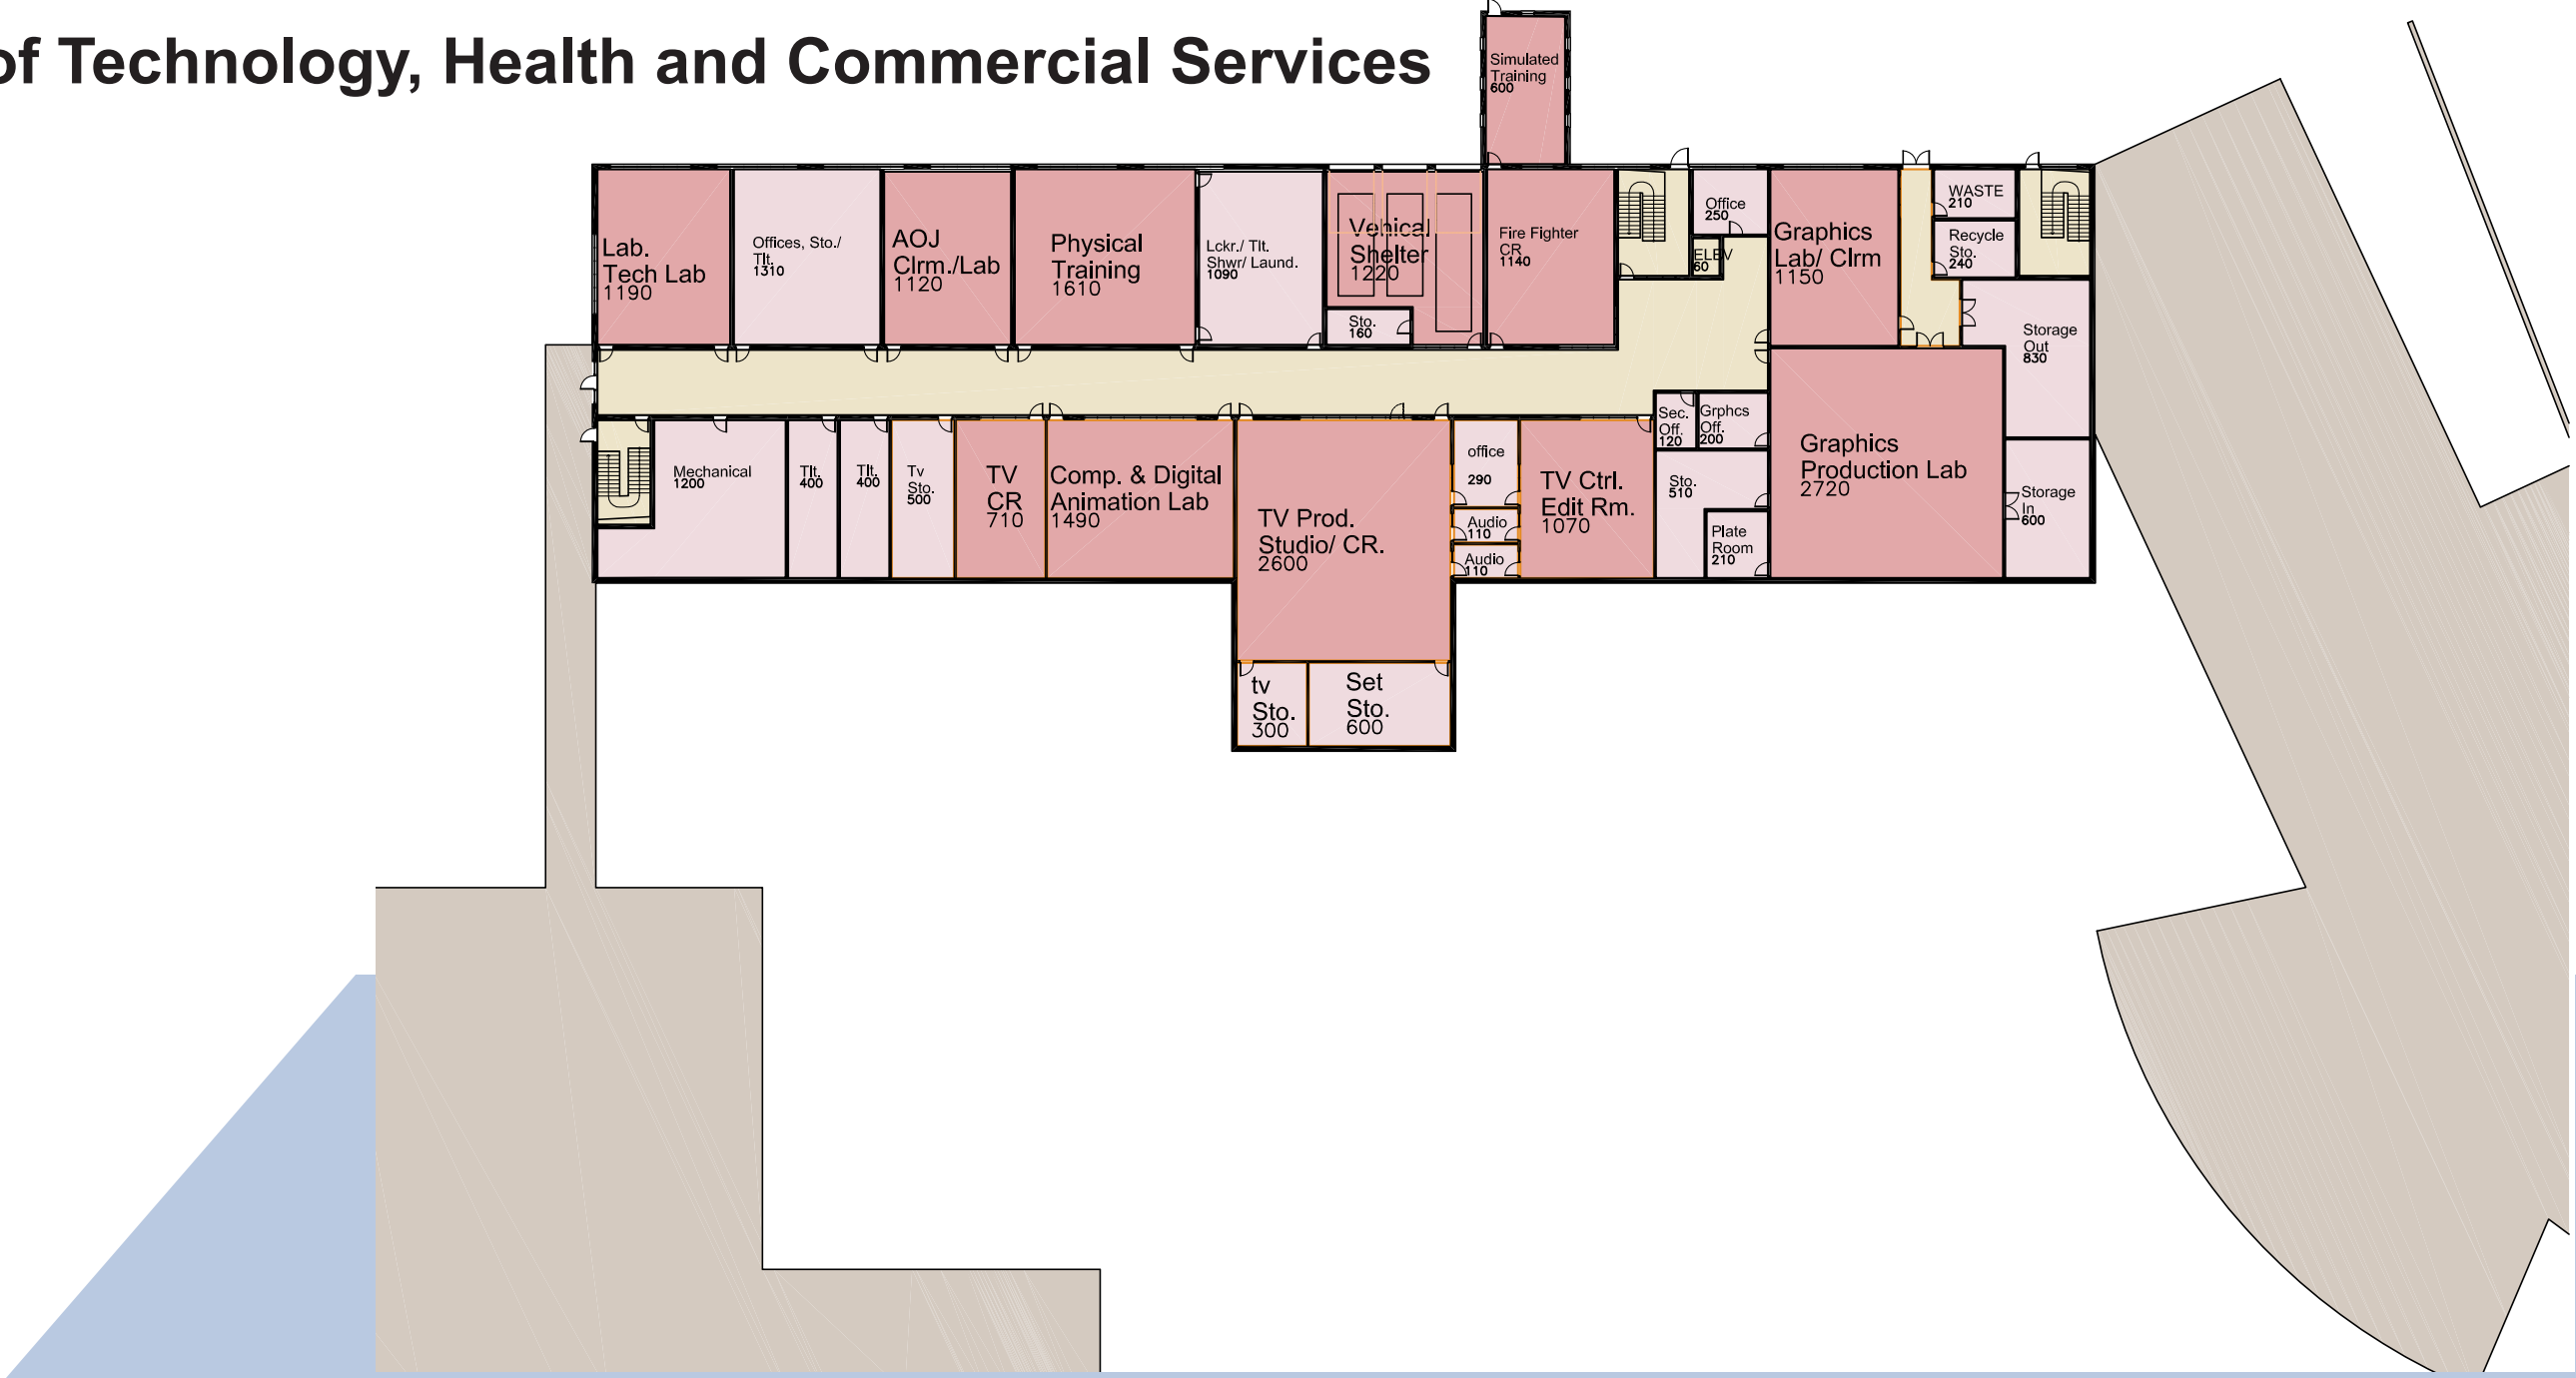 of Technology, Health and Commercial Services
Simulated
Training
600
Lab.
Tech Lab
1190
Offices, Sto./
Tlt.
1310
AOJ
Clrm./Lab
1120
Physical
Training
1610
Lckr./ Tlt.
Shwr/ Laund.
1090
Vehical
Shelter
1220
Sto.
160
Fire Fighter
CR
1140
Office
250
ELEV
60
Graphics
Lab/ Clrm
1150
WASTE
210
Recycle
Sto.
240
Storage
Out
830
Mechanical
1200
Tlt.
400
Tlt.
400
Tv
Sto.
500
TV
CR
710
Comp. & Digital
Animation Lab
1490
TV Prod.
Studio/ CR.
2600
office
290
Audio
110
Audio
110
TV Ctrl.
Edit Rm.
1070
Sec.
Off.
120
Grphcs
Off.
200
Sto.
510
Plate
Room
210
Graphics
Production Lab
2720
Storage
In
600
tv
Sto.
300
Set
Sto.
600